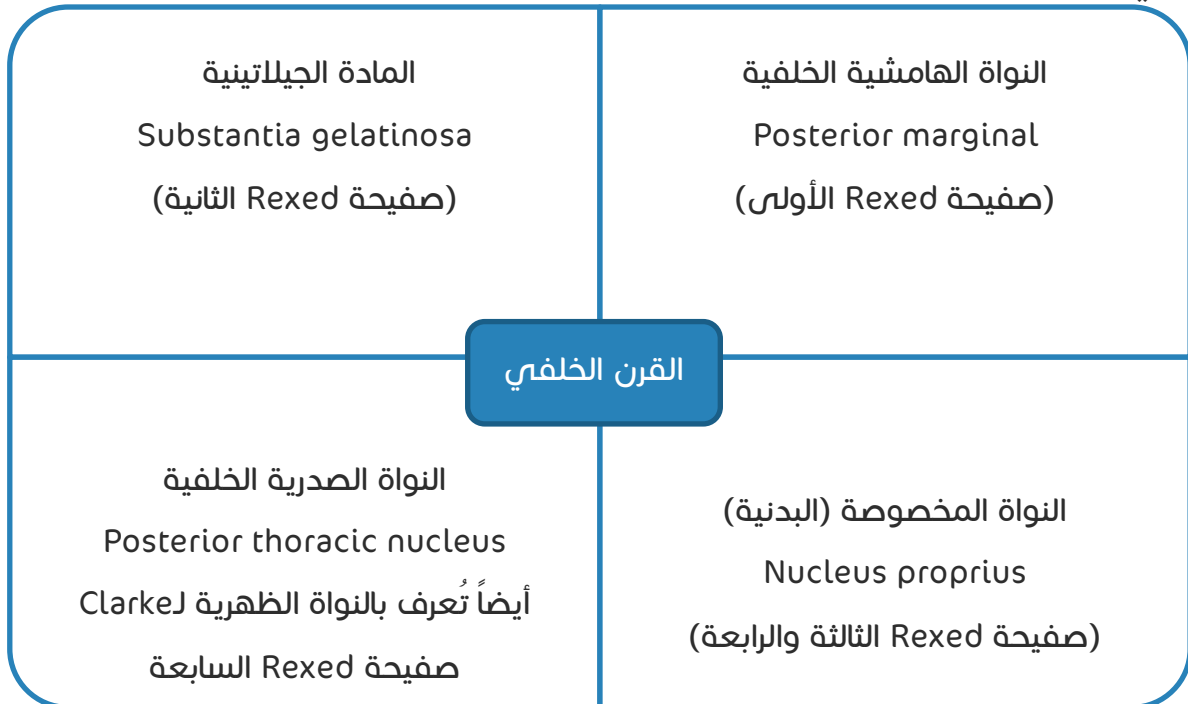 النواة الهامشية الخلفية
Posterior marginal
(صفيحة Rexed الأولى)
المادة الجيلاتينية
Substantia gelatinosa
(صفيحة Rexed الثانية)
القرن الخلفي
النواة المخصوصة (البدنية)
Nucleus proprius
(صفيحة Rexed الثالثة والرابعة)
النواة الصدرية الخلفية
Posterior thoracic nucleus
أيضاً تُعرف بالنواة الظهرية لـClarke
صفيحة Rexed السابعة